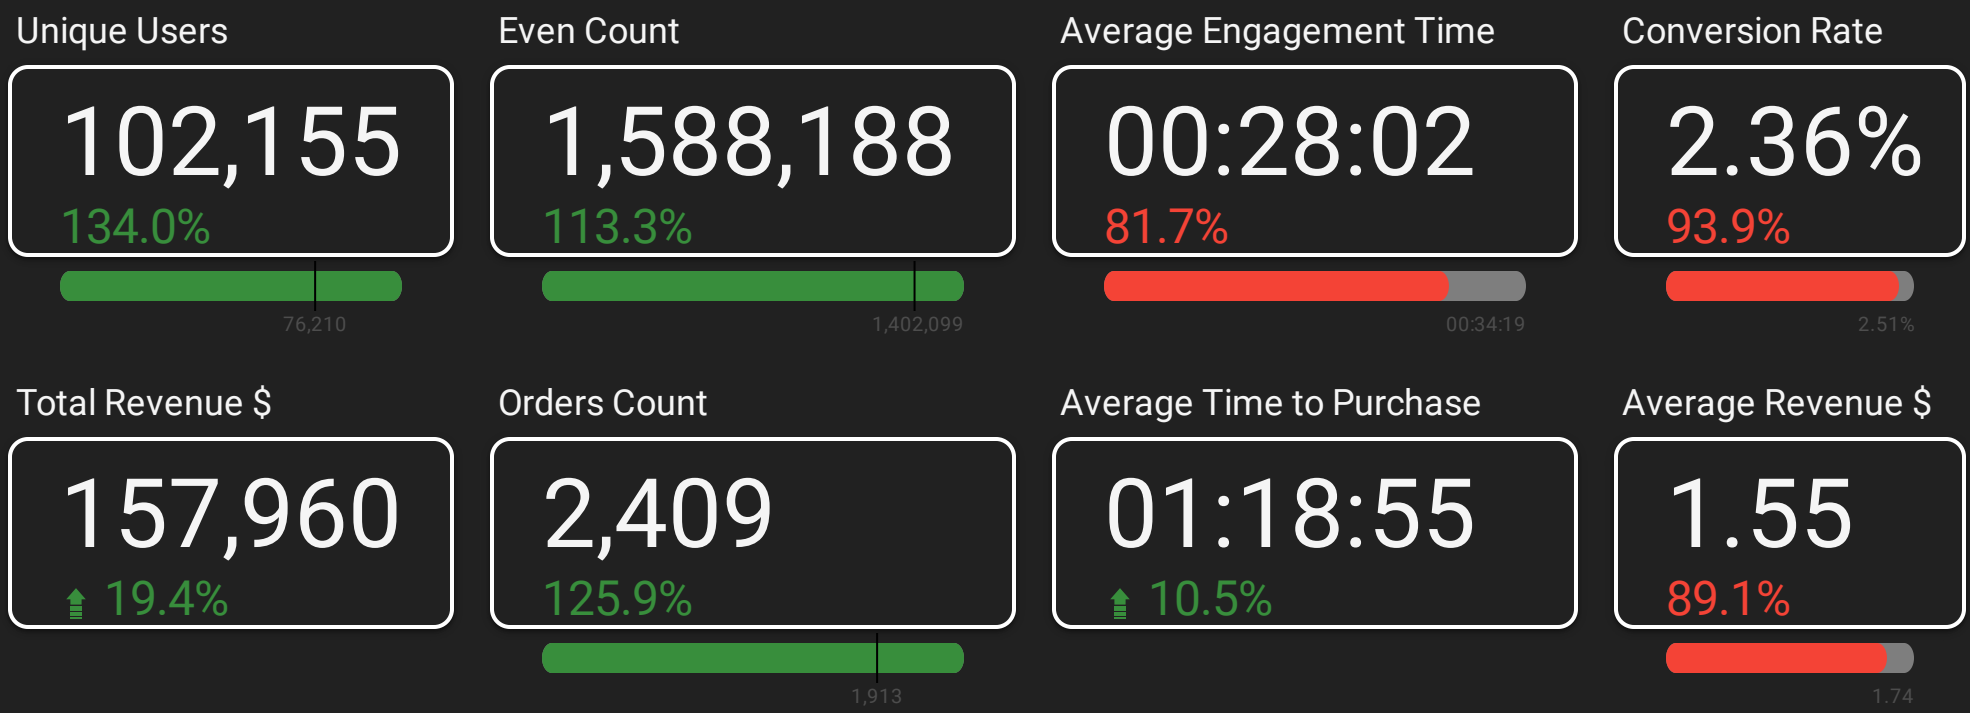 Unique Users
102,155
134.0%
76,210
Even Count
1,588,188
113.3%
1,402,099
Average Engagement Time
00:28:02
81.7%
00:34:19
Conversion Rate
2.36%
93.9%
2.51%
Total Revenue $
157,960
19.4%
Orders Count
2,409
125.9%
1,913
Average Time to Purchase
01:18:55
10.5%
Average Revenue $
1.55
89.1%
1.74